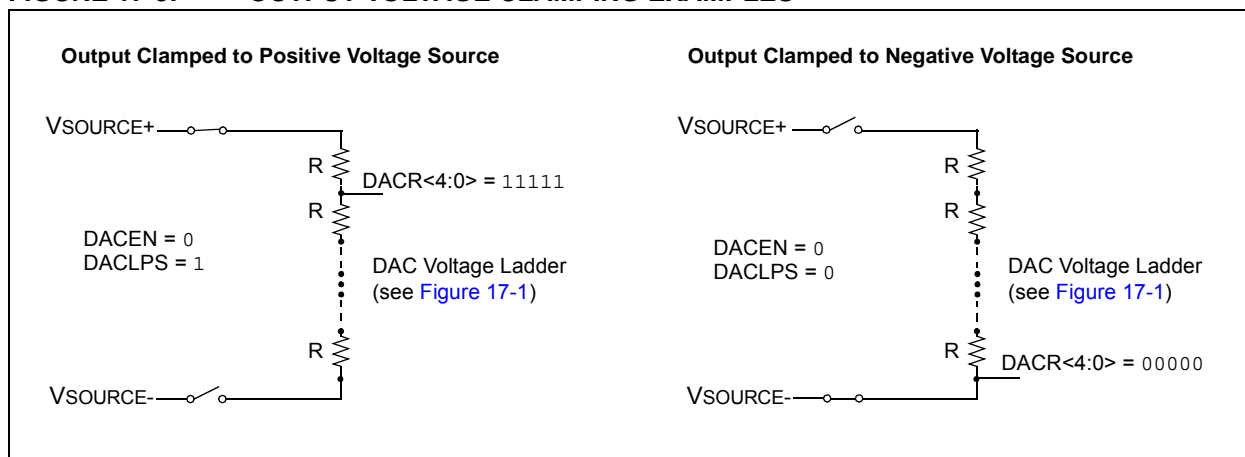 Output Clamped to Positive Voltage Source
VSOURCE+
R
DACR<4:0> = 11111
R
DACEN = 0
DACLPS = 1
DAC Voltage Ladder
(see Figure 17-1)
R
VSOURCE-
Output Clamped to Negative Voltage Source
VSOURCE+
R
R
DACEN = 0
DACLPS = 0
DAC Voltage Ladder
(see Figure 17-1)
R
DACR<4:0> = 00000
VSOURCE-